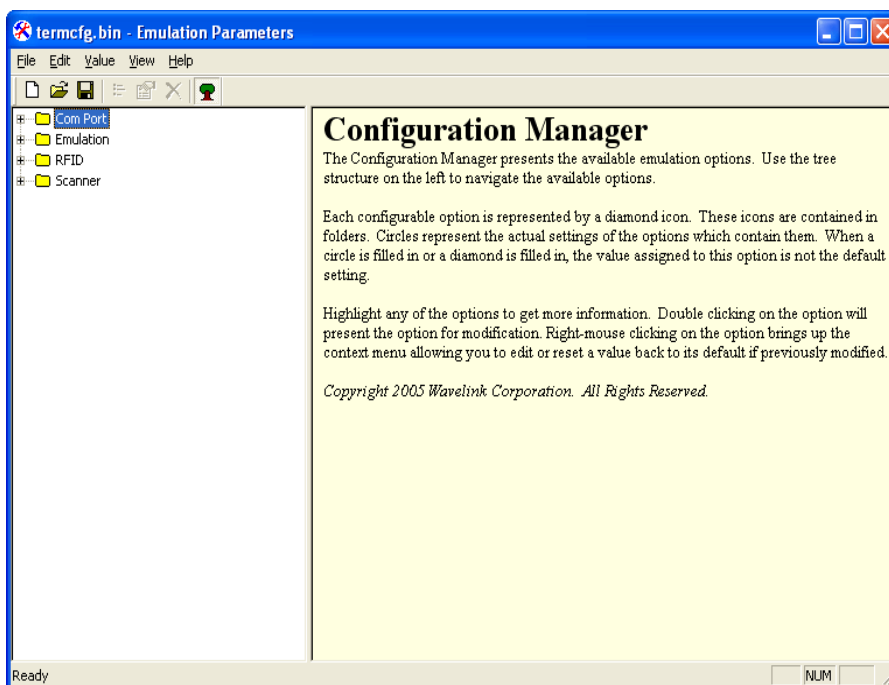 termcfg.bin - Emulation Parameters
File Edit Value View Help
Com Port
Emulation
RFID
Scanner
Configuration Manager
The Configuration Manager presents the available emulation options. Use the tree
structure on the left to navigate the available options.
Each configurable option is represented by a diamond icon. These icons are contained in
folders. Circles represent the actual settings of the options which contain them. When a
circle is filled in or a diamond is filled in, the value assigned to this option is not the default
setting.
Highlight any of the options to get more information. Double clicking on the option will
present the option for modification. Right-mouse clicking on the option brings up the
context menu allowing you to edit or reset a value back to its default if previously modified.
Copyright 2005 Wavelink Corporation. All Rights Reserved.
Ready
NUM